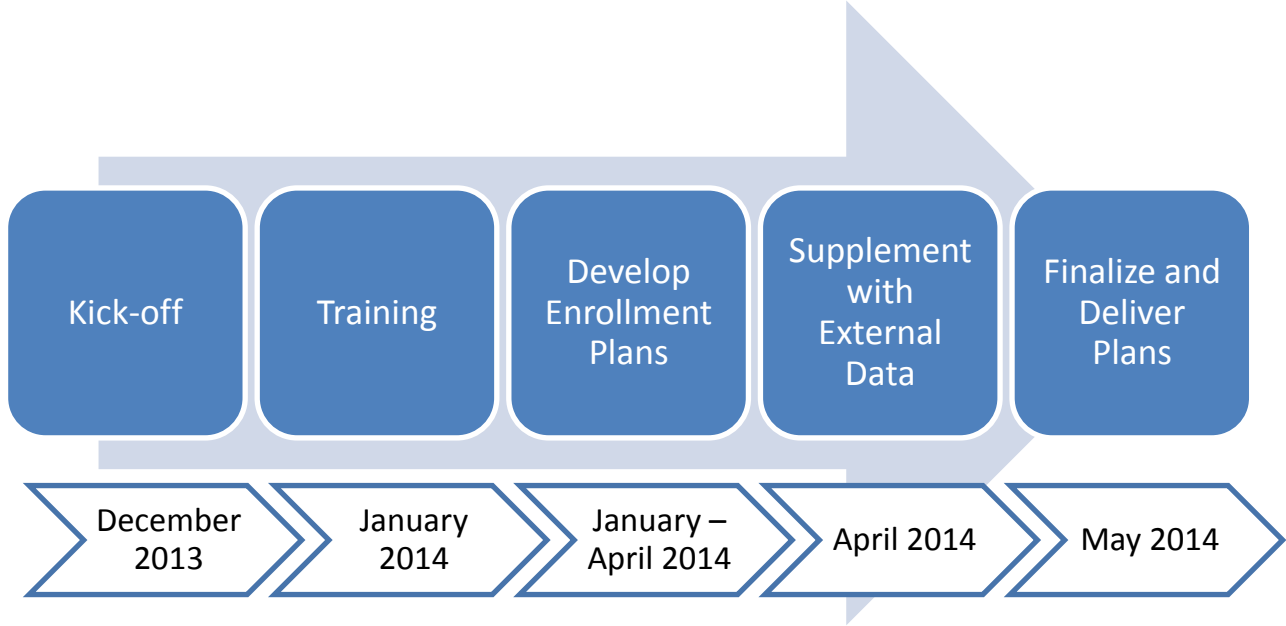 Kick-off
Training
Develop
Enrollment
Plans
Supplement
with
External
Data
Finalize and
Deliver
Plans
December
2013
January
2014
January –
April 2014
April 2014
May 2014